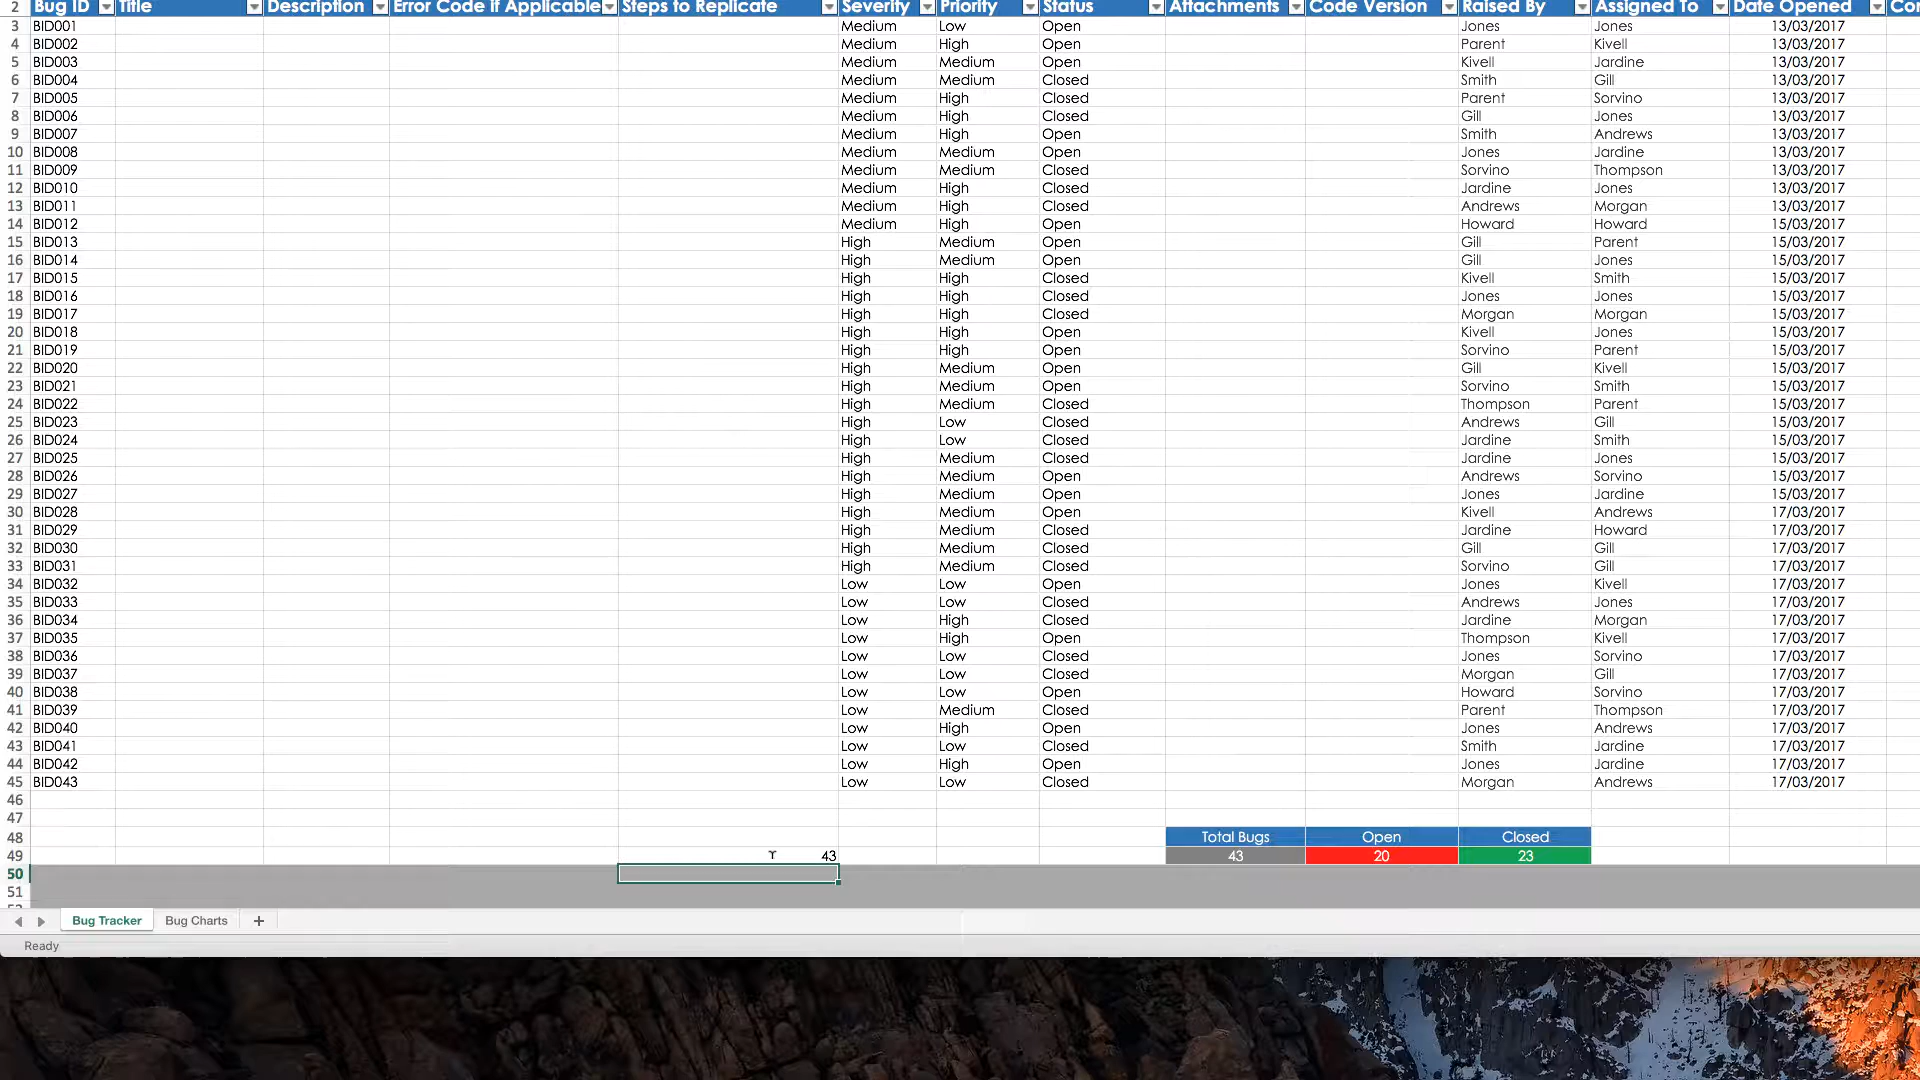 2 Bug ID Title Description Error Code if Applicable Steps to Replicate Severity Priority Status Attachments Code Version Raised By Assigned To Date Opened
3 BID001 Medium Low Open Jones Jones 13/03/2017
4 BID002 Medium High Open Parent Kivell 13/03/2017
5 BID003 Medium Medium Open Kivell Jardine 13/03/2017
6 BID004 Medium Medium Closed Smith Gill 13/03/2017
7 BID005 Medium High Closed Parent Sorvino 13/03/2017
8 BID006 Medium High Closed Gill Jones 13/03/2017
9 BID007 Medium High Open Smith Andrews 13/03/2017
10 BID008 Medium Medium Open Jones Jardine 13/03/2017
11 BID009 Medium Medium Closed Sorvino Thompson 13/03/2017
12 BID010 Medium High Closed Jardine Jones 13/03/2017
13 BID011 Medium High Closed Andrews Morgan 13/03/2017
14 BID012 Medium High Open Howard Howard 15/03/2017
15 BID013 High Medium Open Gill Parent 15/03/2017
16 BID014 High Medium Open Gill Jones 15/03/2017
17 BID015 High High Closed Kivell Smith 15/03/2017
18 BID016 High High Closed Jones Jones 15/03/2017
19 BID017 High High Closed Morgan Morgan 15/03/2017
20 BID018 High High Open Kivell Jones 15/03/2017
21 BID019 High High Open Sorvino Parent 15/03/2017
22 BID020 High Medium Open Gill Kivell 15/03/2017
23 BID021 High Medium Open Sorvino Smith 15/03/2017
24 BID022 High Medium Closed Thompson Parent 15/03/2017
25 BID023 High Low Closed Andrews Gill 15/03/2017
26 BID024 High Low Closed Jardine Smith 15/03/2017
27 BID025 High Medium Closed Jardine Jones 15/03/2017
28 BID026 High Medium Open Andrews Sorvino 15/03/2017
29 BID027 High Medium Open Jones Jardine 15/03/2017
30 BID028 High Medium Open Kivell Andrews 17/03/2017
31 BID029 High Medium Closed Jardine Howard 17/03/2017
32 BID030 High Medium Closed Gill Gill 17/03/2017
33 BID031 High Medium Closed Sorvino Gill 17/03/2017
34 BID032 Low Low Open Jones Kivell 17/03/2017
35 BID033 Low Low Closed Andrews Jones 17/03/2017
36 BID034 Low High Closed Jardine Morgan 17/03/2017
37 BID035 Low High Open Thompson Kivell 17/03/2017
38 BID036 Low Low Closed Jones Sorvino 17/03/2017
39 BID037 Low Low Closed Morgan Gill 17/03/2017
40 BID038 Low Low Open Howard Sorvino 17/03/2017
41 BID039 Low Medium Closed Parent Thompson 17/03/2017
42 BID040 Low High Open Jones Andrews 17/03/2017
43 BID041 Low Low Closed Smith Jardine 17/03/2017
44 BID042 Low High Open Jones Jardine 17/03/2017
45 BID043 Low Low Closed Morgan Andrews 17/03/2017
46
47
48 Total Bugs Open Closed
49 43 43 20 23
50
51
Bug Tracker Bug Charts +
Ready